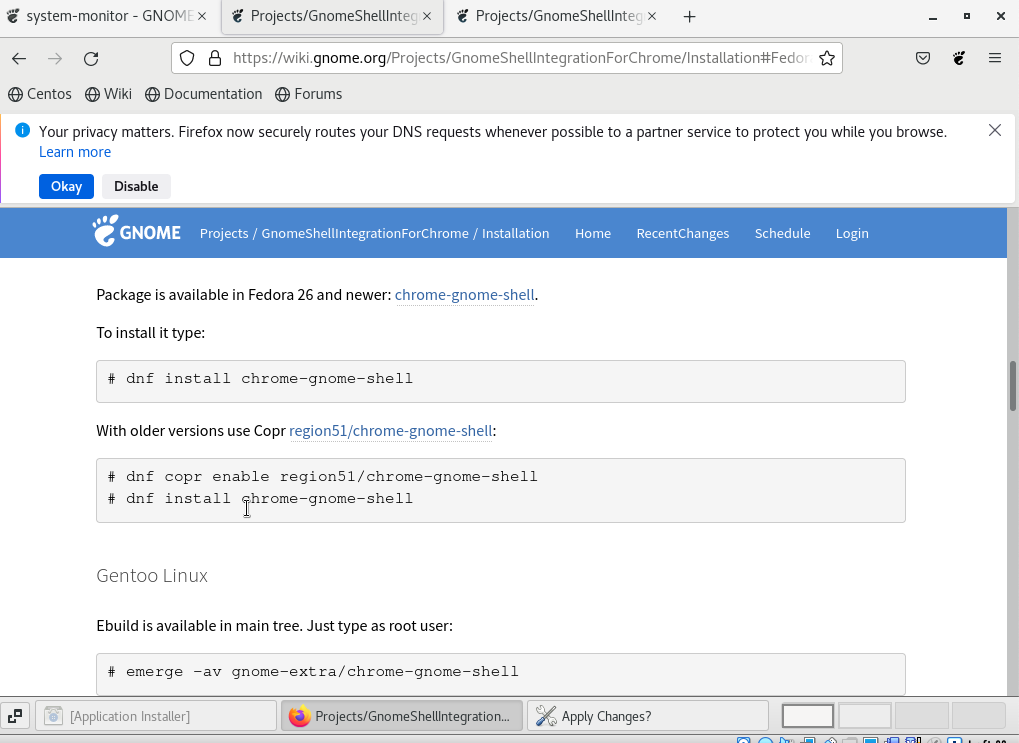 system-monitor - GNOME
Projects/GnomeShellInteg
Projects/GnomeShellInteg
https://wiki.gnome.org/Projects/GnomeShellIntegrationForChrome/Installation#Fedor
Centos
Wiki
Documentation
Forums
Your privacy matters. Firefox now securely routes your DNS requests whenever possible to a partner service to protect you while you browse.
Learn more
Okay
Disable
GNOME
Projects / GnomeShellIntegrationForChrome / Installation
Home
RecentChanges
Schedule
Login
Package is available in Fedora 26 and newer: chrome-gnome-shell.
To install it type:
# dnf install chrome-gnome-shell
With older versions use Copr region51/chrome-gnome-shell:
# dnf copr enable region51/chrome-gnome-shell
# dnf install chrome-gnome-shell
Gentoo Linux
Ebuild is available in main tree. Just type as root user:
# emerge -av gnome-extra/chrome-gnome-shell
[Application Installer]
Projects/GnomeShellIntegration...
Apply Changes?